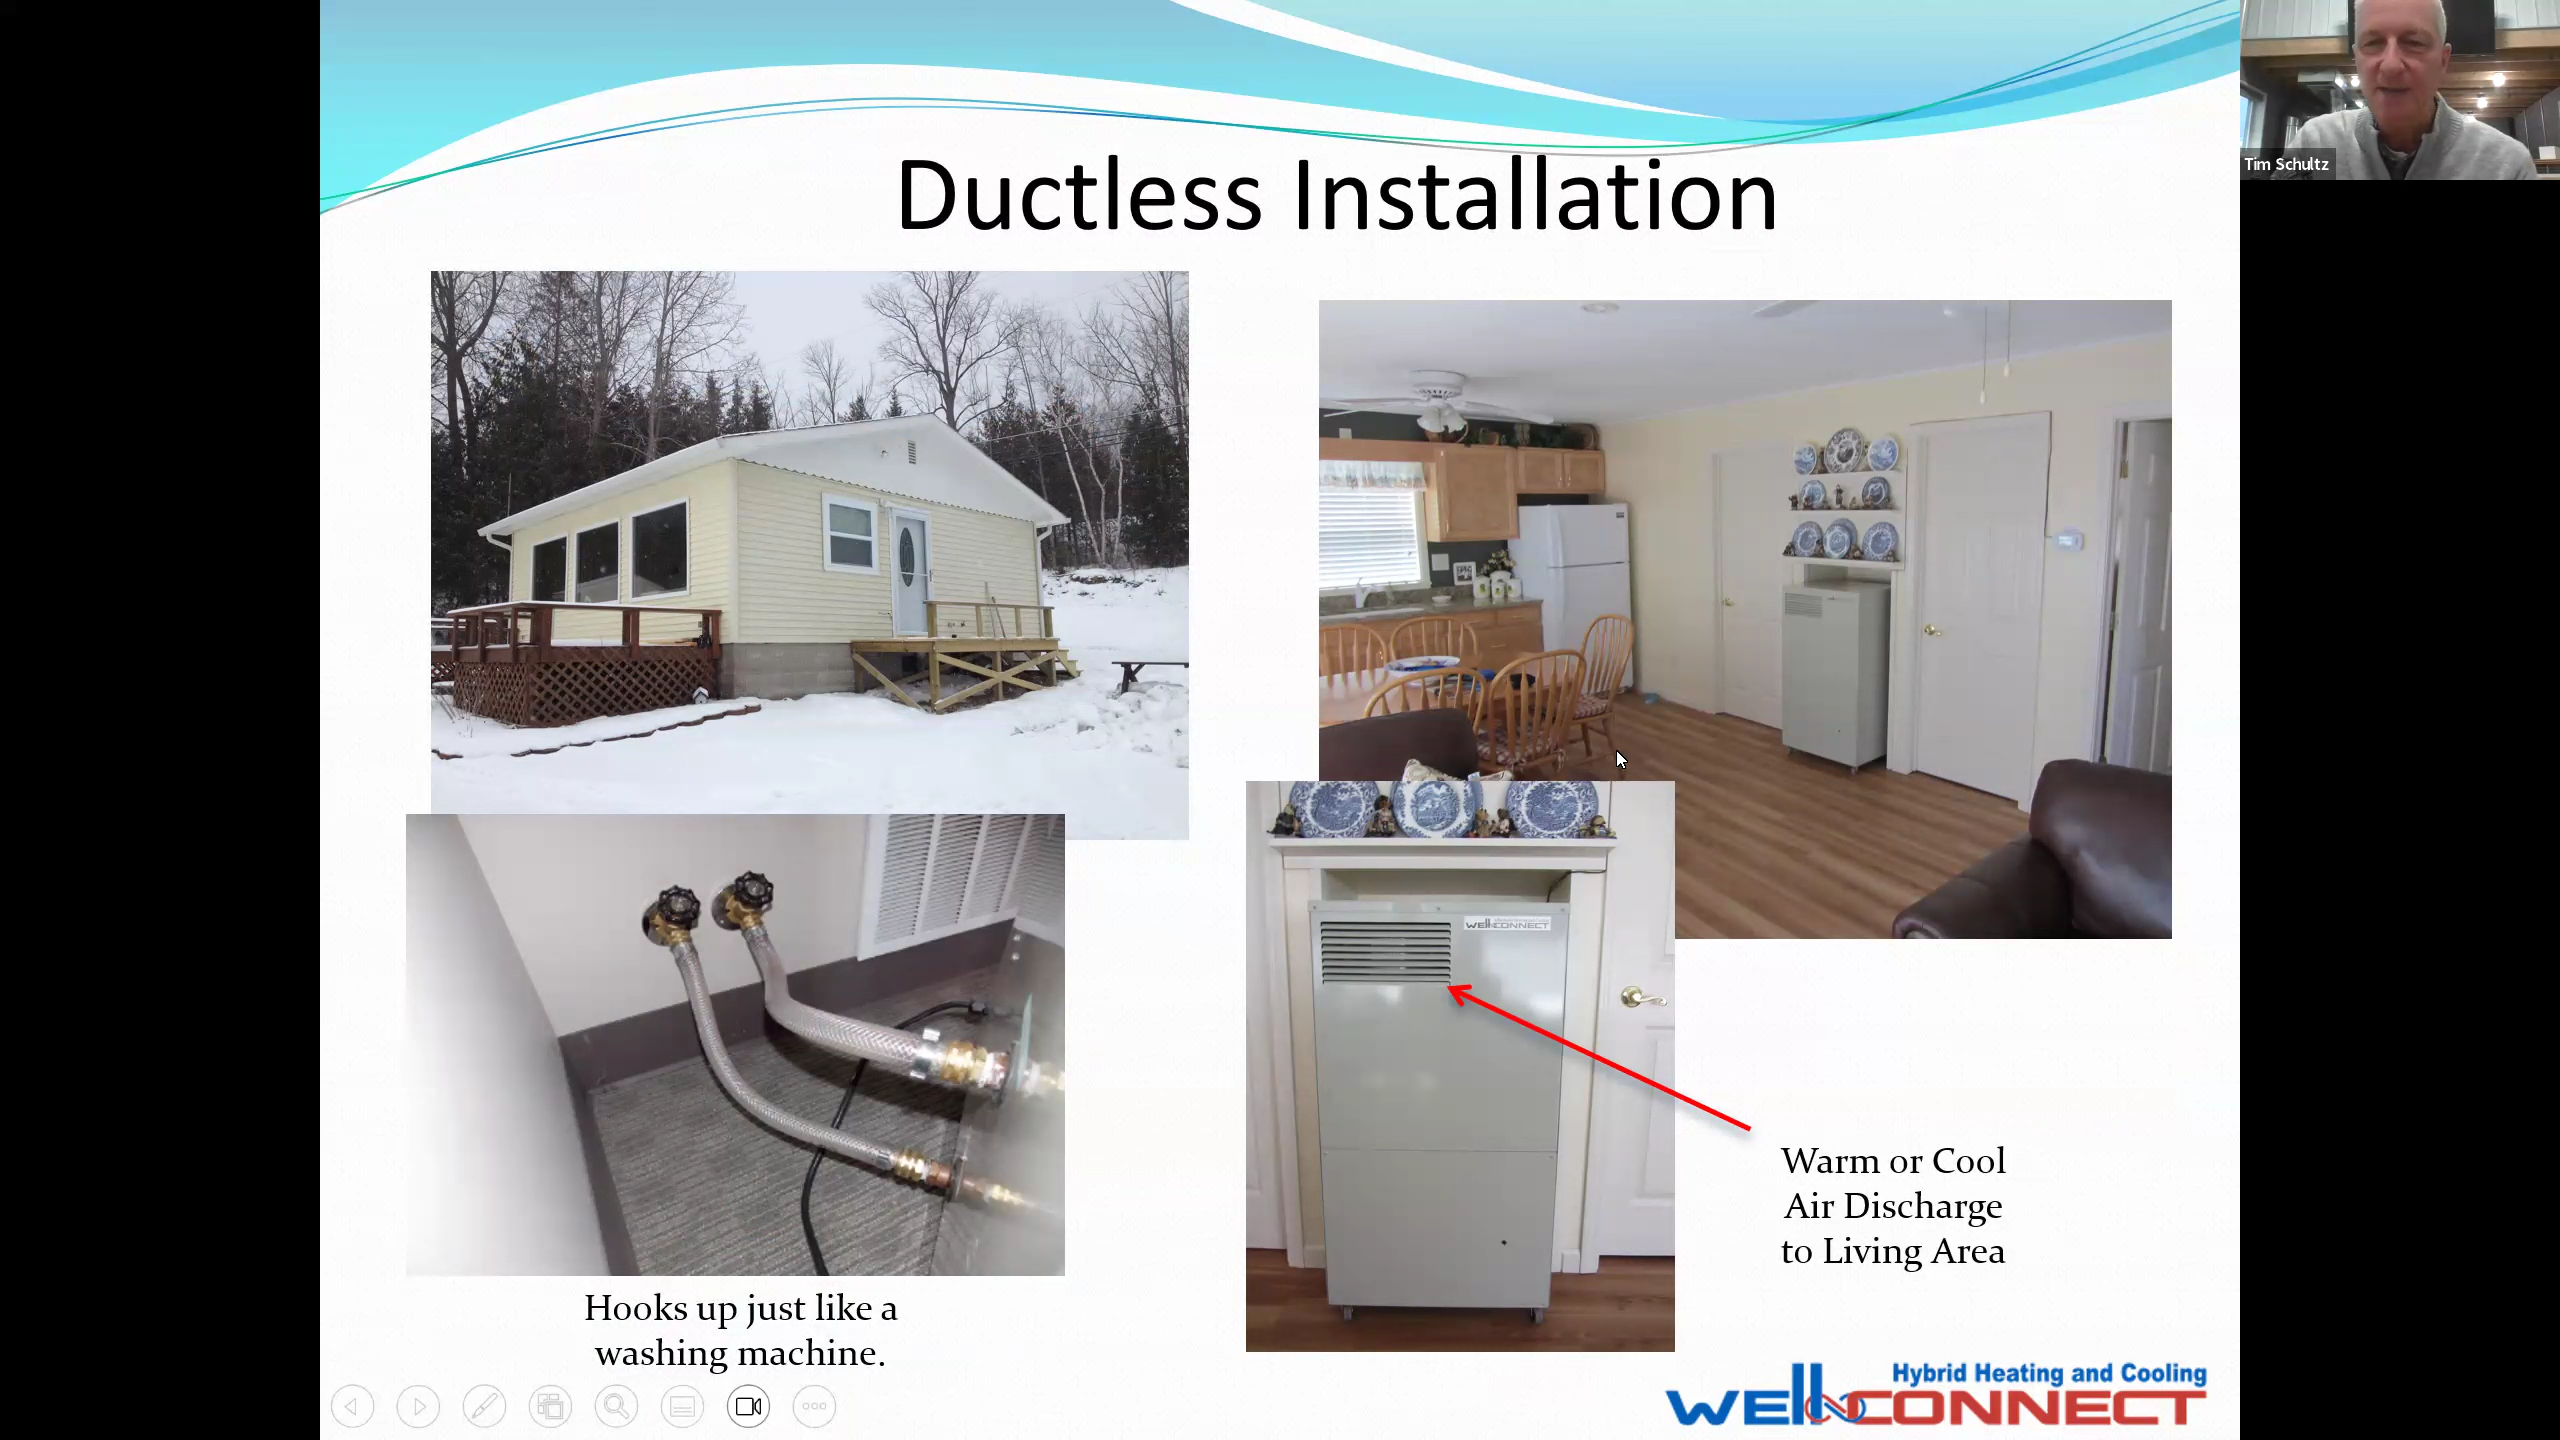 Tim Schultz
Ductless Installation
WELLCONNECT
Warm or Cool
Air Discharge
to Living Area
Hooks up just like a
washing machine.
Hybrid Heating and Cooling
WELLCONNECT